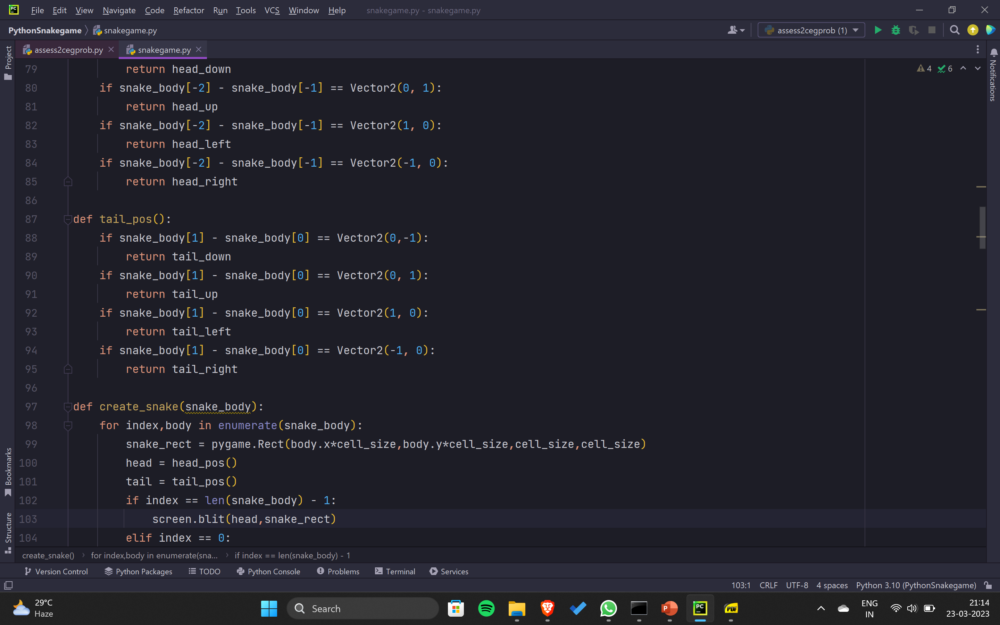 PC File Edit View Navigate Code Refactor Run Tools VCS Window Help snakegame.py - snakegame.py
PythonSnakegame snakegame.py assess2cegprob (1)
assess2cegprob.py snakegame.py
Project
Notifications
4 6
79 return head_down
80 if snake_body[-2] - snake_body[-1] == Vector2(0, 1):
81 return head_up
82 if snake_body[-2] - snake_body[-1] == Vector2(1, 0):
83 return head_left
84 if snake_body[-2] - snake_body[-1] == Vector2(-1, 0):
85 return head_right
86
87 def tail_pos():
88 if snake_body[1] - snake_body[0] == Vector2(0,-1):
89 return tail_down
90 if snake_body[1] - snake_body[0] == Vector2(0, 1):
91 return tail_up
92 if snake_body[1] - snake_body[0] == Vector2(1, 0):
93 return tail_left
94 if snake_body[1] - snake_body[0] == Vector2(-1, 0):
95 return tail_right
96
97 def create_snake(snake_body):
98 for index,body in enumerate(snake_body):
99 snake_rect = pygame.Rect(body.x*cell_size,body.y*cell_size,cell_size,cell_size)
100 head = head_pos()
101 tail = tail_pos()
102 if index == len(snake_body) - 1:
103 screen.blit(head,snake_rect)
104 elif index == 0:
Bookmarks
Structure
create_snake() › for index,body in enumerate(sna... › if index == len(snake_body) - 1
Version Control Python Packages TODO Python Console Problems Terminal Services
103:1 CRLF UTF-8 4 spaces Python 3.10 (PythonSnakegame)
29°C
Haze
Search
P
PC
PDF
ENG
IN
21:14
23-03-2023